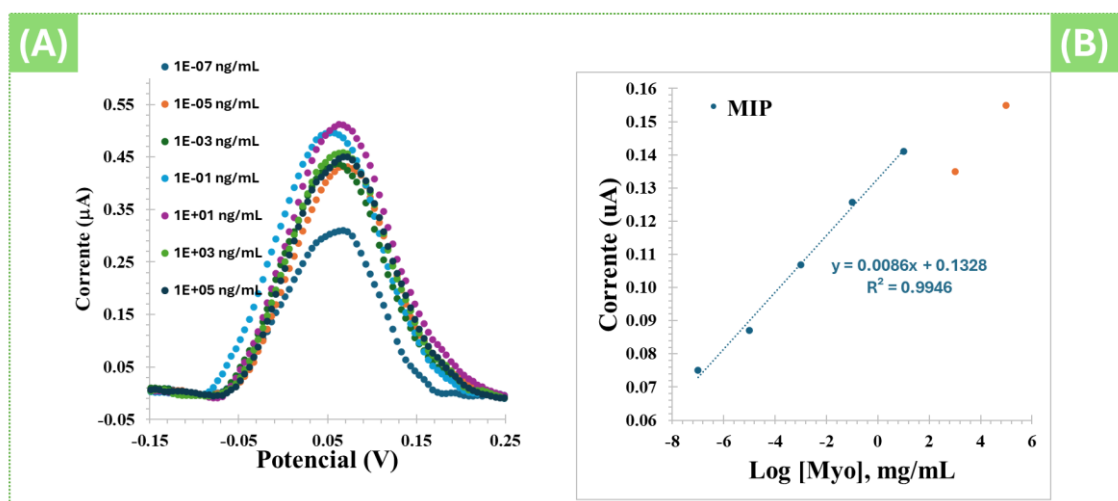 (A)
1E-07 ng/mL
1E-05 ng/mL
1E-03 ng/mL
1E-01 ng/mL
1E+01 ng/mL
1E+03 ng/mL
1E+05 ng/mL
Corrente (µA)
0.55
0.45
0.35
0.25
0.15
0.05
-0.05
-0.15
-0.05
0.05
0.15
0.25
Potencial (V)
(B)
MIP
Corrente (uA)
0.16
0.15
0.14
0.13
0.12
0.11
0.10
0.09
0.08
0.07
0.06
y = 0.0086x + 0.1328
R² = 0.9946
-8
-6
-4
-2
0
2
4
6
Log [Myo], mg/mL